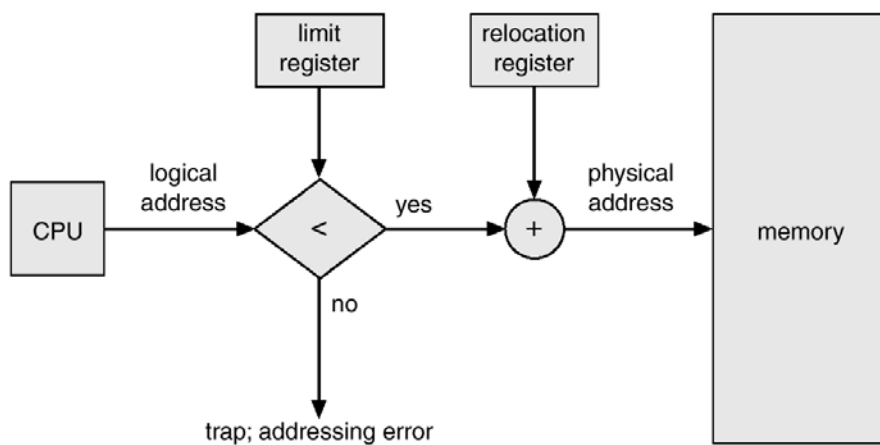 limit
register
relocation
register
logical
address
yes
physical
address
CPU
<
+
memory
no
trap; addressing error